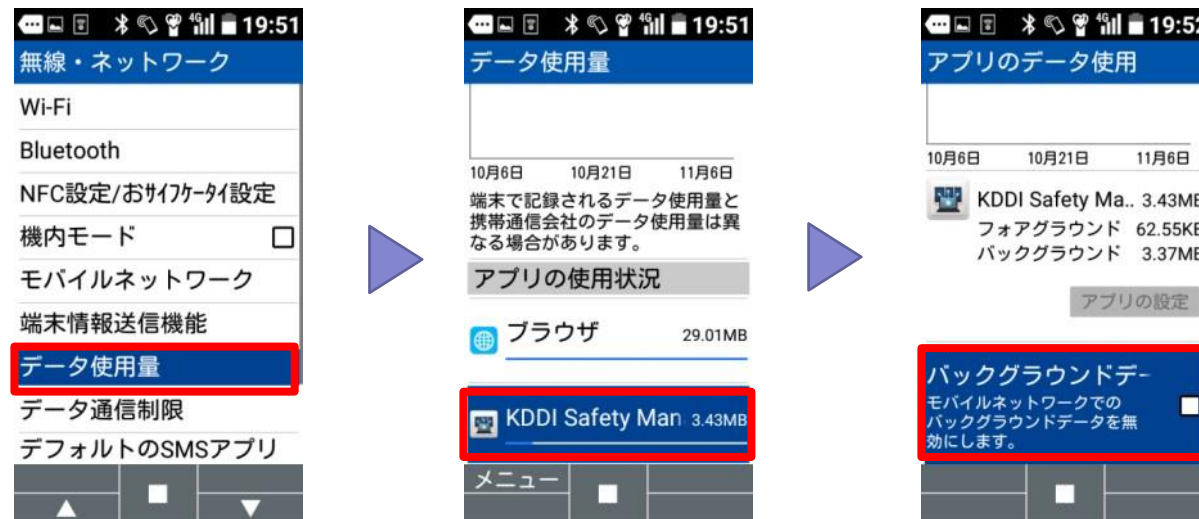 4G 19:51
無線・ネットワーク
Wi-Fi
Bluetooth
NFC設定/おサイフケータイ設定
機内モード
モバイルネットワーク
端末情報送信機能
データ使用量
データ通信制限
デフォルトのSMSアプリ
4G 19:51
データ使用量
10月6日 10月21日 11月6日
端末で記録されるデータ使用量と
携帯通信会社のデータ使用量は異
なる場合があります。
アプリの使用状況
ブラウザ 29.01MB
KDDI Safety Man 3.43MB
メニュー
4G 19:52
アプリのデータ使用
10月6日 10月21日 11月6日
KDDI Safety Ma.. 3.43MB
フォアグラウンド 62.55KB
バックグラウンド 3.37MB
アプリの設定
バックグラウンドデー
モバイルネットワークでの
バックグラウンドデータを無
効にします。